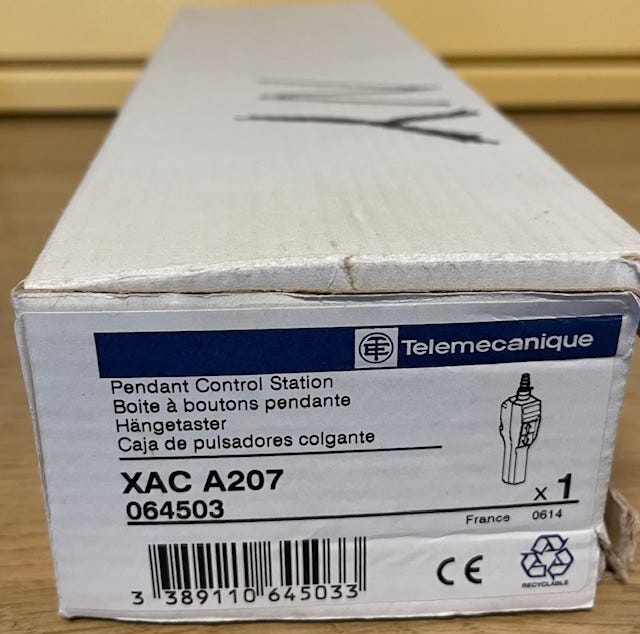 Telemecanique
Pendant Control Station
Boite à boutons pendante
Hängetaster
Caja de pulsadores colgante
XAC A207
064503
x 1
France 0614
3 389110 645033
CE
RECYCLABLE